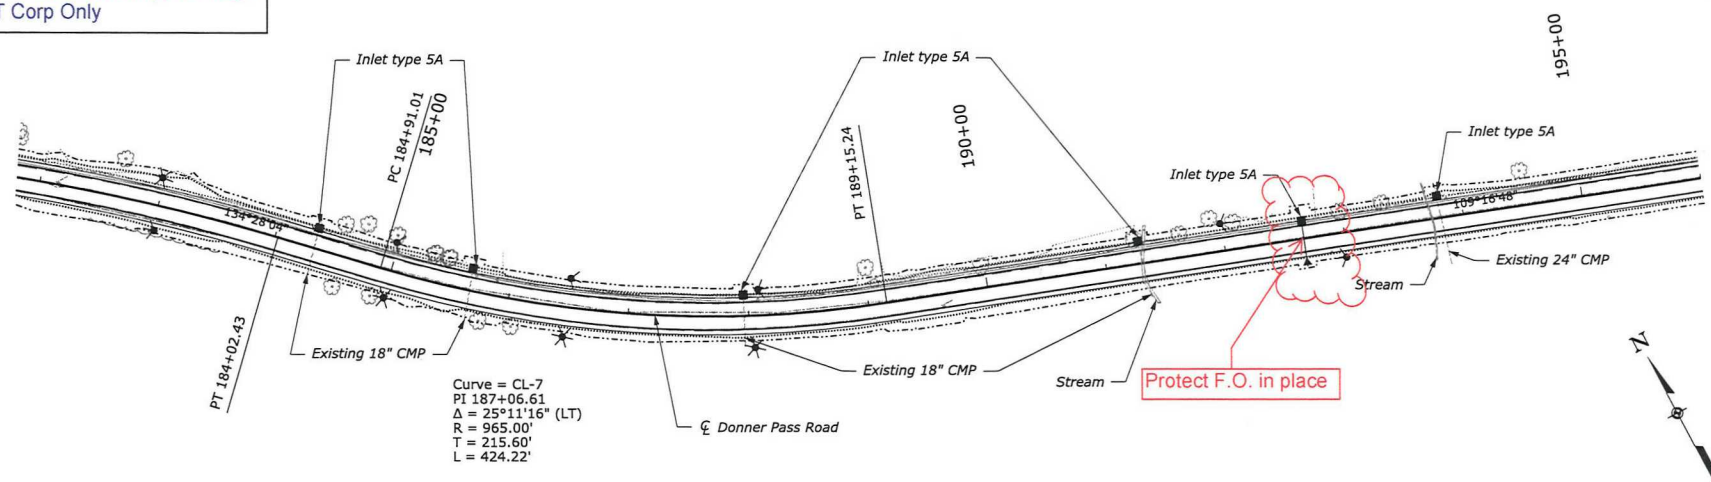 T Corp Only
Inlet type 5A
Inlet type 5A
195+00
PC 184+91.01
185+00
190+00
PT 189+15.24
Inlet type 5A
Inlet type 5A
134°28'04"
109°16'48"
Existing 24" CMP
Stream
PT 184+02.43
Existing 18" CMP
Existing 18" CMP
Stream
Protect F.O. in place
N
Curve = CL-7
PI 187+06.61
Δ = 25°11'16" (LT)
R = 965.00'
T = 215.60'
L = 424.22'
℄ Donner Pass Road